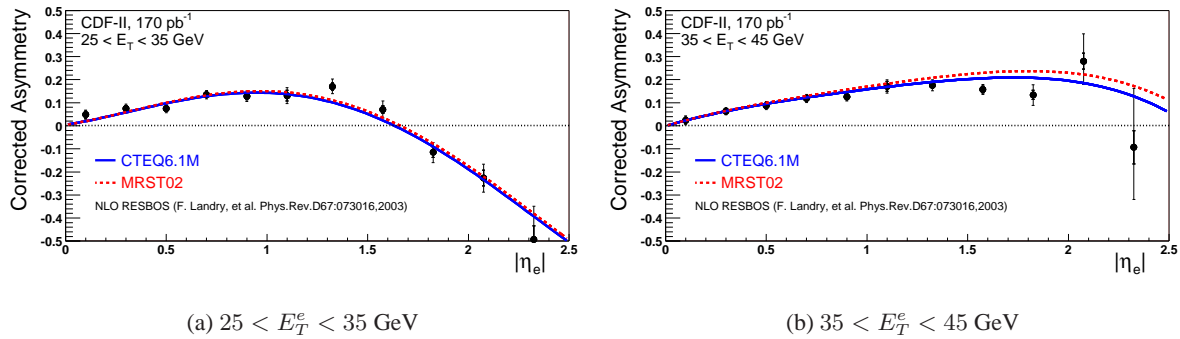 Corrected Asymmetry
CDF-II, 170 pb⁻¹
25 < E_T < 35 GeV
0.5
0.4
0.3
0.2
0.1
0
-0.1
-0.2
-0.3
-0.4
-0.5
CTEQ6.1M
MRST02
NLO RESBOS (F. Landry, et al. Phys.Rev.D67:073016,2003)
0 0.5 1 1.5 2 2.5
|η_e|
(a) 25 < E_T^e < 35 GeV
Corrected Asymmetry
CDF-II, 170 pb⁻¹
35 < E_T < 45 GeV
0.5
0.4
0.3
0.2
0.1
0
-0.1
-0.2
-0.3
-0.4
-0.5
CTEQ6.1M
MRST02
NLO RESBOS (F. Landry, et al. Phys.Rev.D67:073016,2003)
0 0.5 1 1.5 2 2.5
|η_e|
(b) 35 < E_T^e < 45 GeV